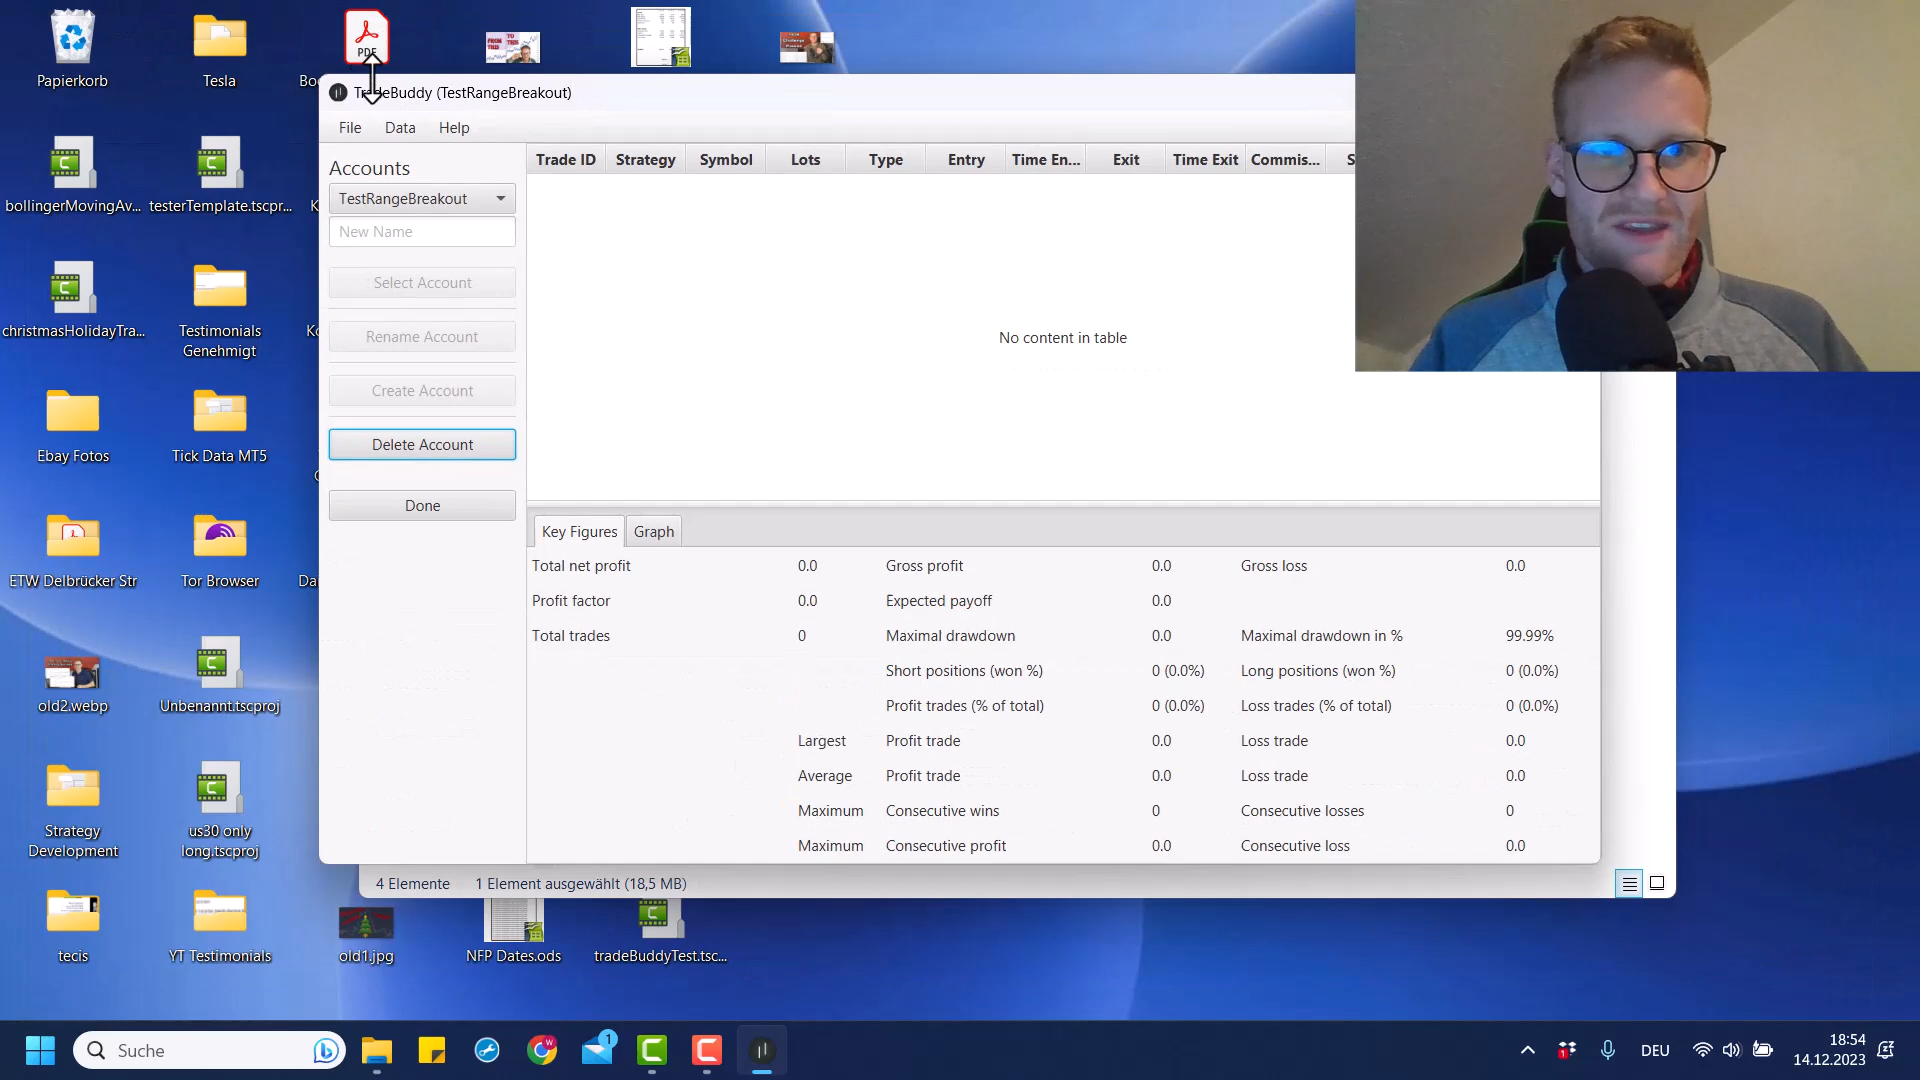 Papierkorb
Tesla
PDF
Boo
FROM THIS
TO THIS
TradeBuddy (TestRangeBreakout)
File Data Help
Accounts
TestRangeBreakout
New Name
Select Account
Rename Account
Create Account
Delete Account
Done
Trade ID Strategy Symbol Lots Type Entry Time En... Exit Time Exit Commis... S
No content in table
Key Figures Graph
Total net profit 0.0 Gross profit 0.0 Gross loss 0.0
Profit factor 0.0 Expected payoff 0.0
Total trades 0 Maximal drawdown 0.0 Maximal drawdown in % 99.99%
Short positions (won %) 0 (0.0%) Long positions (won %) 0 (0.0%)
Profit trades (% of total) 0 (0.0%) Loss trades (% of total) 0 (0.0%)
Largest Profit trade 0.0 Loss trade 0.0
Average Profit trade 0.0 Loss trade 0.0
Maximum Consecutive wins 0 Consecutive losses 0
Maximum Consecutive profit 0.0 Consecutive loss 0.0
4 Elemente 1 Element ausgewählt (18,5 MB)
bollingerMovingAv...
testerTemplate.tscpr...
christmasHolidayTra...
Testimonials
Genehmigt
Ebay Fotos
Tick Data MT5
ETW Delbrücker Str
Tor Browser
old2.webp
Unbenannt.tscproj
Strategy
Development
us30 only
long.tscproj
tecis
YT Testimonials
old1.jpg
NFP Dates.ods
tradeBuddyTest.tsc...
Suche
1
1
DEU
18:54
14.12.2023